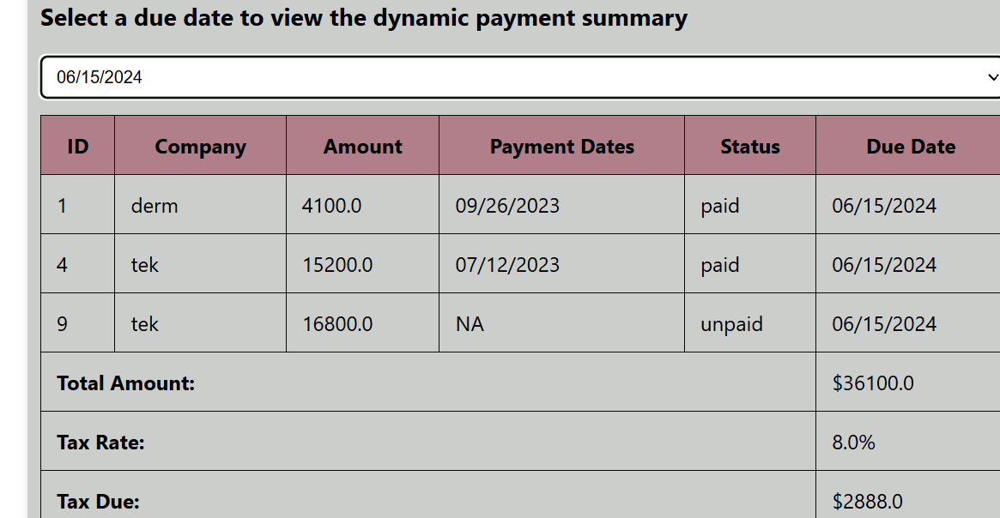 Select a due date to view the dynamic payment summary
06/15/2024
ID Company Amount Payment Dates Status Due Date
1 derm 4100.0 09/26/2023 paid 06/15/2024
4 tek 15200.0 07/12/2023 paid 06/15/2024
9 tek 16800.0 NA unpaid 06/15/2024
Total Amount: $36100.0
Tax Rate: 8.0%
Tax Due: $2888.0